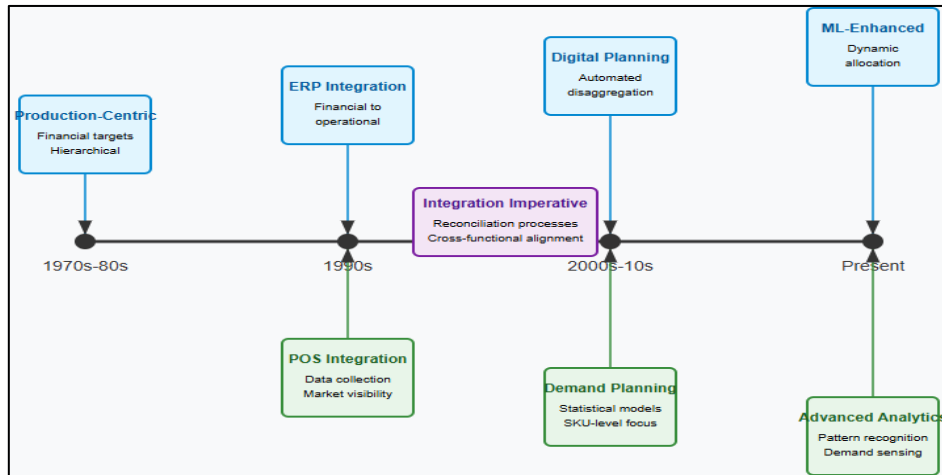 ML-Enhanced
Dynamic
allocation
Digital Planning
Automated
disaggregation
ERP Integration
Financial to
operational
Production-Centric
Financial targets
Hierarchical
Integration Imperative
Reconciliation processes
Cross-functional alignment
1970s-80s
1990s
2000s-10s
Present
POS Integration
Data collection
Market visibility
Demand Planning
Statistical models
SKU-level focus
Advanced Analytics
Pattern recognition
Demand sensing